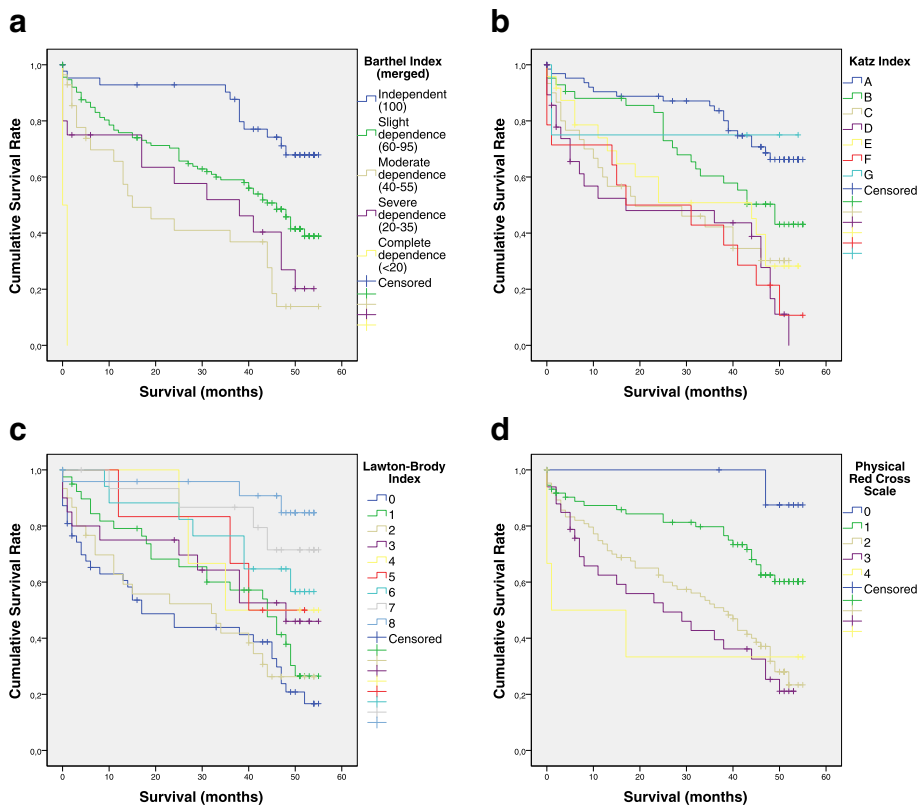 a
Cumulative Survival Rate
1,0
0,8
0,6
0,4
0,2
0,0
0
10
20
30
40
50
60
Survival (months)
Barthel Index
(merged)
Independent
(100)
Slight
dependence
(60-95)
Moderate
dependence
(40-55)
Severe
dependence
(20-35)
Complete
dependence
(<20)
Censored
b
Cumulative Survival Rate
1,0
0,8
0,6
0,4
0,2
0,0
0
10
20
30
40
50
60
Survival (months)
Katz Index
A
B
C
D
E
F
G
Censored
c
Cumulative Survival Rate
1,0
0,8
0,6
0,4
0,2
0,0
0
10
20
30
40
50
60
Survival (months)
Lawton-Brody
Index
0
1
2
3
4
5
6
7
8
Censored
d
Cumulative Survival Rate
1,0
0,8
0,6
0,4
0,2
0,0
0
10
20
30
40
50
60
Survival (months)
Physical
Red Cross
Scale
0
1
2
3
4
Censored